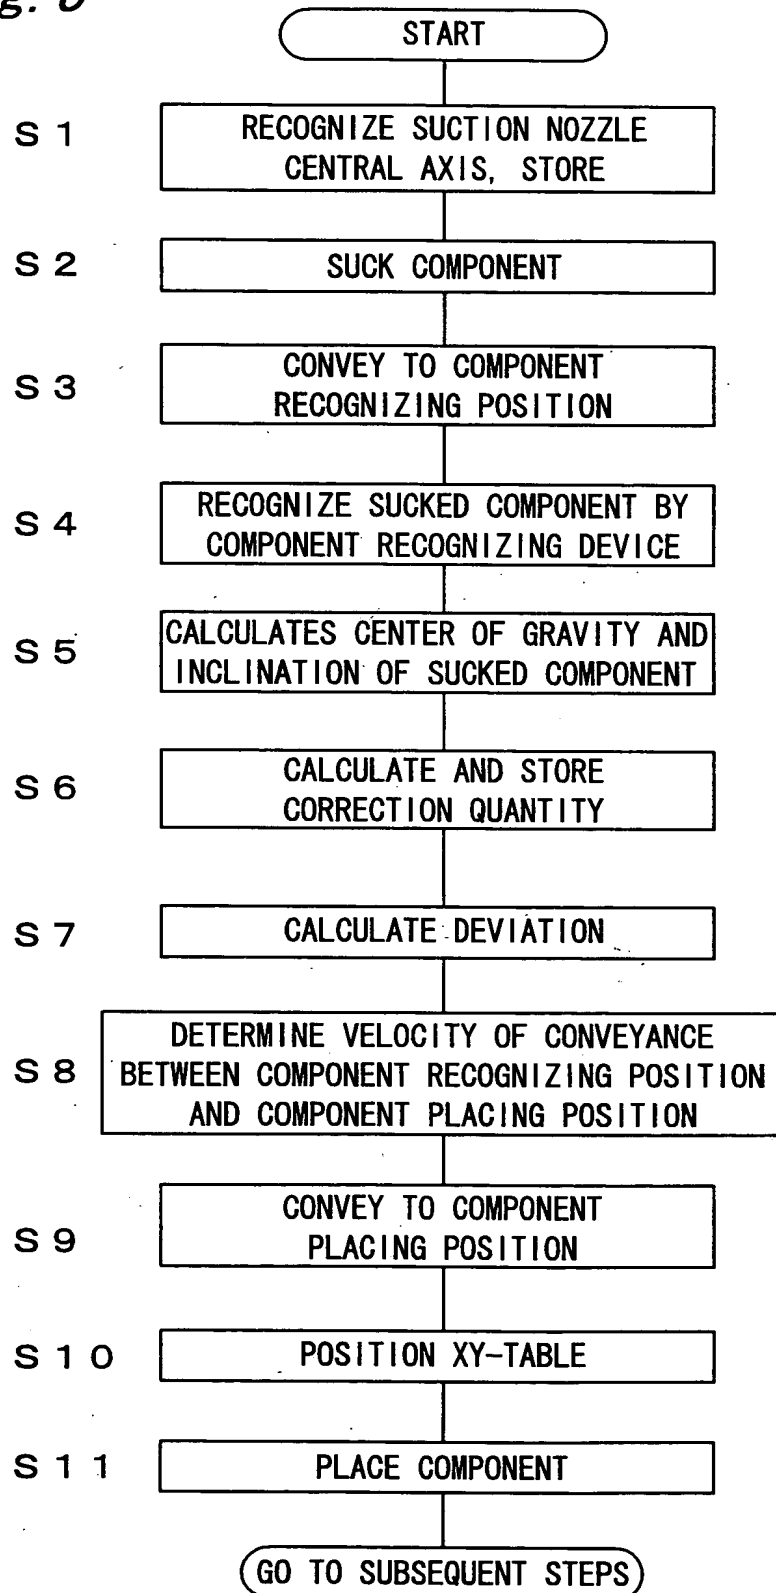 START
S 1
RECOGNIZE SUCTION NOZZLE
CENTRAL AXIS, STORE
S 2
SUCK COMPONENT
S 3
CONVEY TO COMPONENT
RECOGNIZING POSITION
S 4
RECOGNIZE SUCKED COMPONENT BY
COMPONENT RECOGNIZING DEVICE
S 5
CALCULATES CENTER OF GRAVITY AND
INCLINATION OF SUCKED COMPONENT
S 6
CALCULATE AND STORE
CORRECTION QUANTITY
S 7
CALCULATE DEVIATION
S 8
DETERMINE VELOCITY OF CONVEYANCE
BETWEEN COMPONENT RECOGNIZING POSITION
AND COMPONENT PLACING POSITION
S 9
CONVEY TO COMPONENT
PLACING POSITION
S 1 0
POSITION XY-TABLE
S 1 1
PLACE COMPONENT
GO TO SUBSEQUENT STEPS